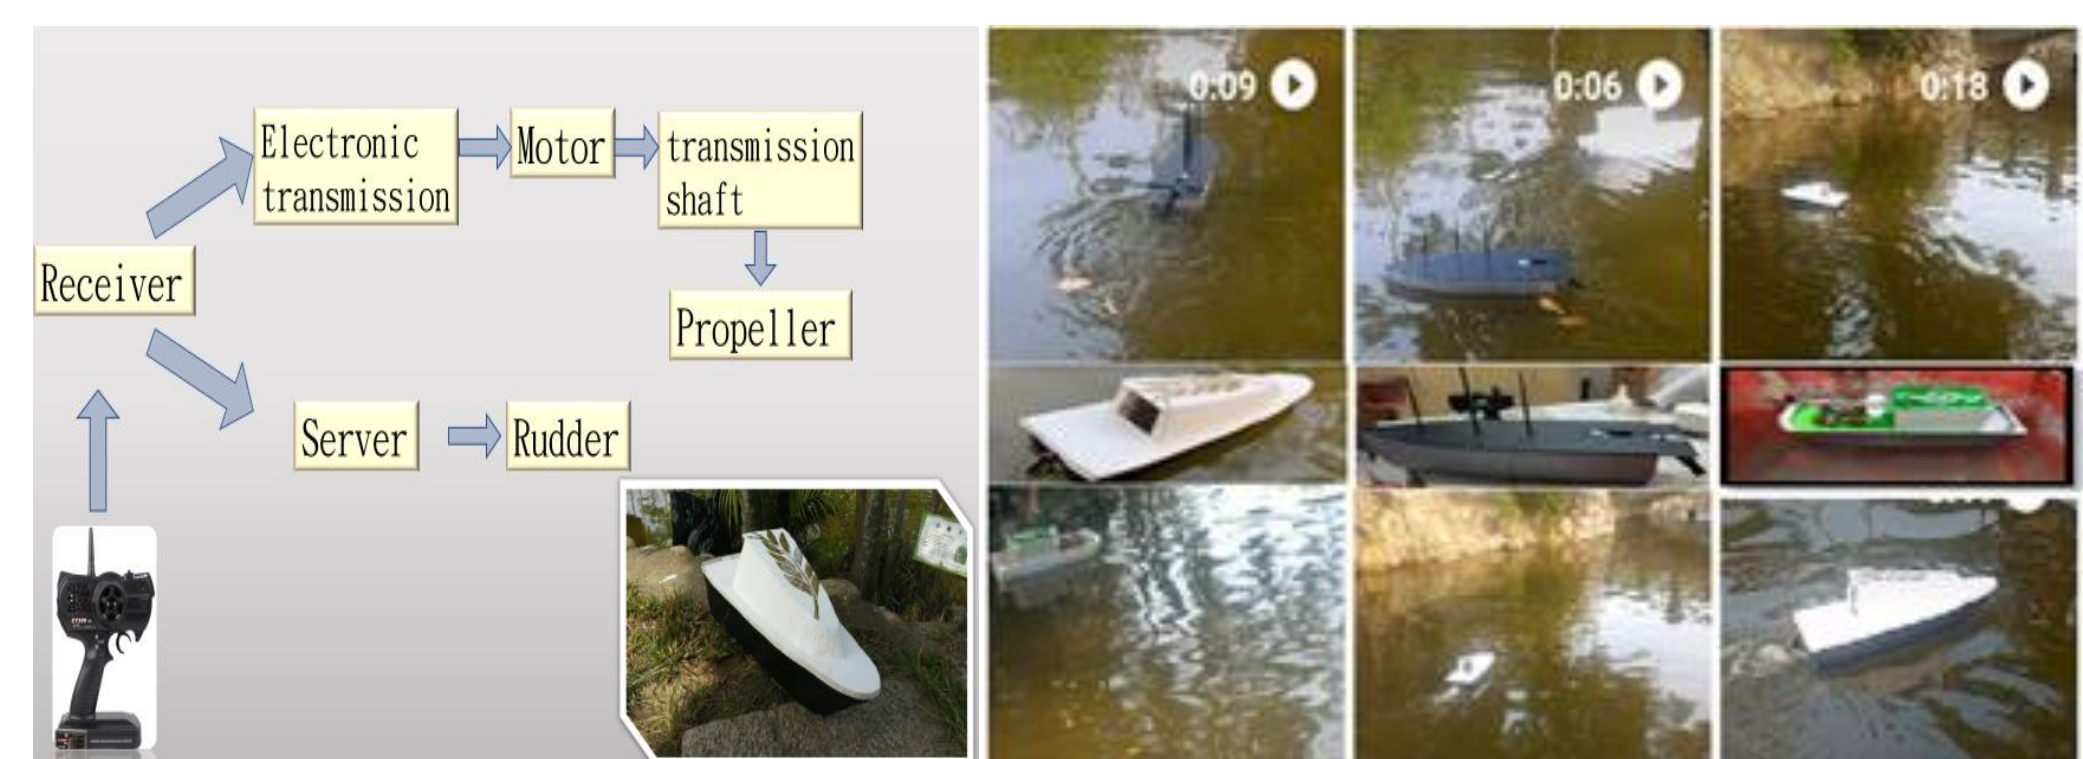 Electronic
transmission
Motor
transmission
shaft
Receiver
Propeller
Server
Rudder
0:09
0:06
0:18